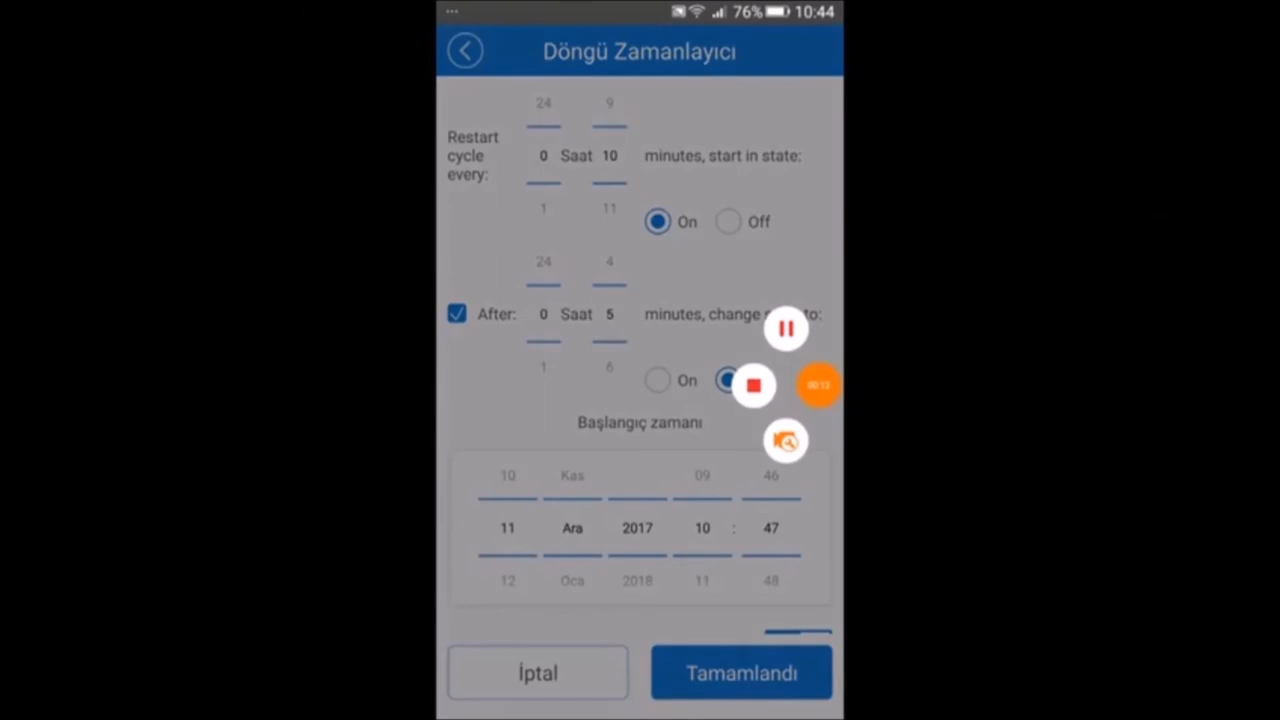 ... 76% 10:44
Döngü Zamanlayıcı
24 9
Restart
cycle
every:
0 Saat 10 minutes, start in state:
1 11
On Off
24 4
After: 0 Saat 5 minutes, change to:
1 6
On
Başlangıç zamanı
10 Kas 09 46
11 Ara 2017 10 : 47
12 Oca 2018 11 48
00:13
İptal Tamamlandı